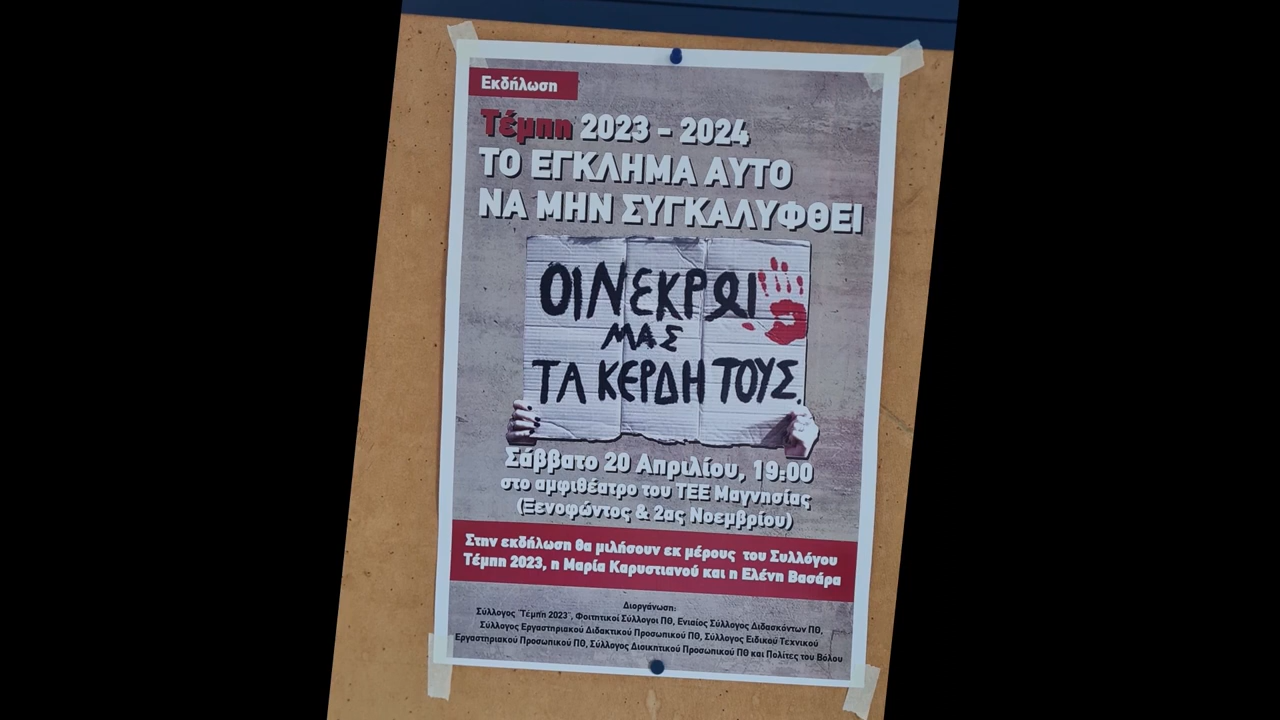 Εκδήλωση
Τέμπη 2023 - 2024
ΤΟ ΕΓΚΛΗΜΑ ΑΥΤΟ
ΝΑ ΜΗΝ ΣΥΓΚΑΛΥΦΘΕΙ
ΟΙ ΝΕΚΡΟΙ
ΜΑΣ
ΤΑ ΚΕΡΔΗ ΤΟΥΣ.
Σάββατο 20 Απριλίου, 19:00
στο αμφιθέατρο του ΤΕΕ Μαγνησίας
(Ξενοφώντος & 2ας Νοεμβρίου)
Στην εκδήλωση θα μιλήσουν εκ μέρους του Συλλόγου
Τέμπη 2023, η Μαρία Καρυστιανού και η Ελένη Βασάρα
Διοργάνωση:
Σύλλογος "Τέμπη 2023", Φοιτητικοί Σύλλογοι ΠΘ, Ενιαίος Σύλλογος Διδασκόντων ΠΘ,
Σύλλογος Εργαστηριακού Διδακτικού Προσωπικού ΠΘ, Σύλλογος Ειδικού Τεχνικού
Εργαστηριακού Προσωπικού ΠΘ, Σύλλογος Διοικητικού Προσωπικού ΠΘ και Πολίτες του Βόλου